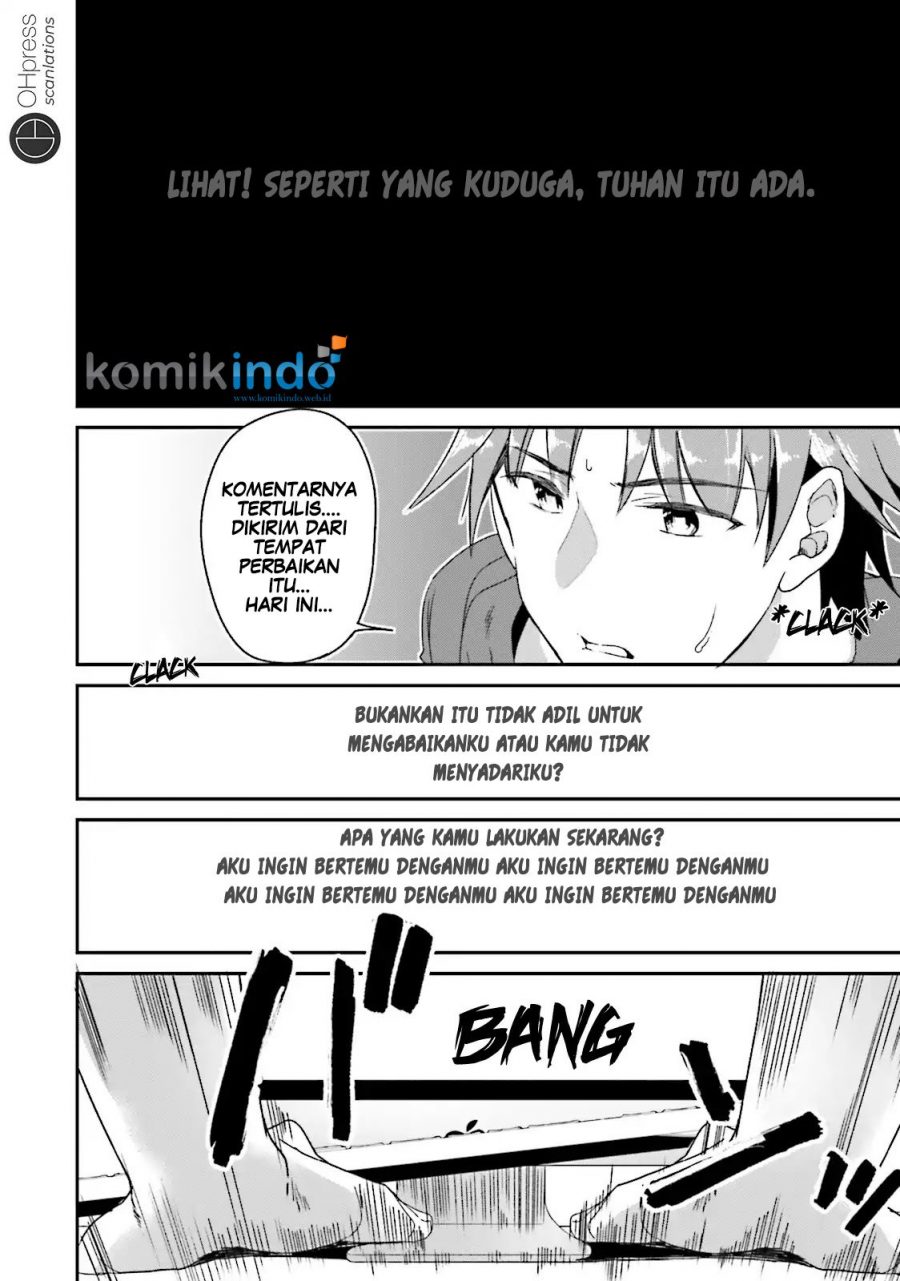 OHpress
scanlations
LIHAT! SEPERTI YANG KUDUGA, TUHAN ITU ADA.
komikindo
www.komikindo.web.id
KOMENTARNYA
TERTULIS....
DIKIRIM DARI
TEMPAT
PERBAIKAN
ITU...
HARI INI...
*CLACK*
CLACK
BUKANKAN ITU TIDAK ADIL UNTUK
MENGABAIKANKU ATAU KAMU TIDAK
MENYADARIKU?
APA YANG KAMU LAKUKAN SEKARANG?
AKU INGIN BERTEMU DENGANMU AKU INGIN BERTEMU DENGANMU
AKU INGIN BERTEMU DENGANMU AKU INGIN BERTEMU DENGANMU
BANG